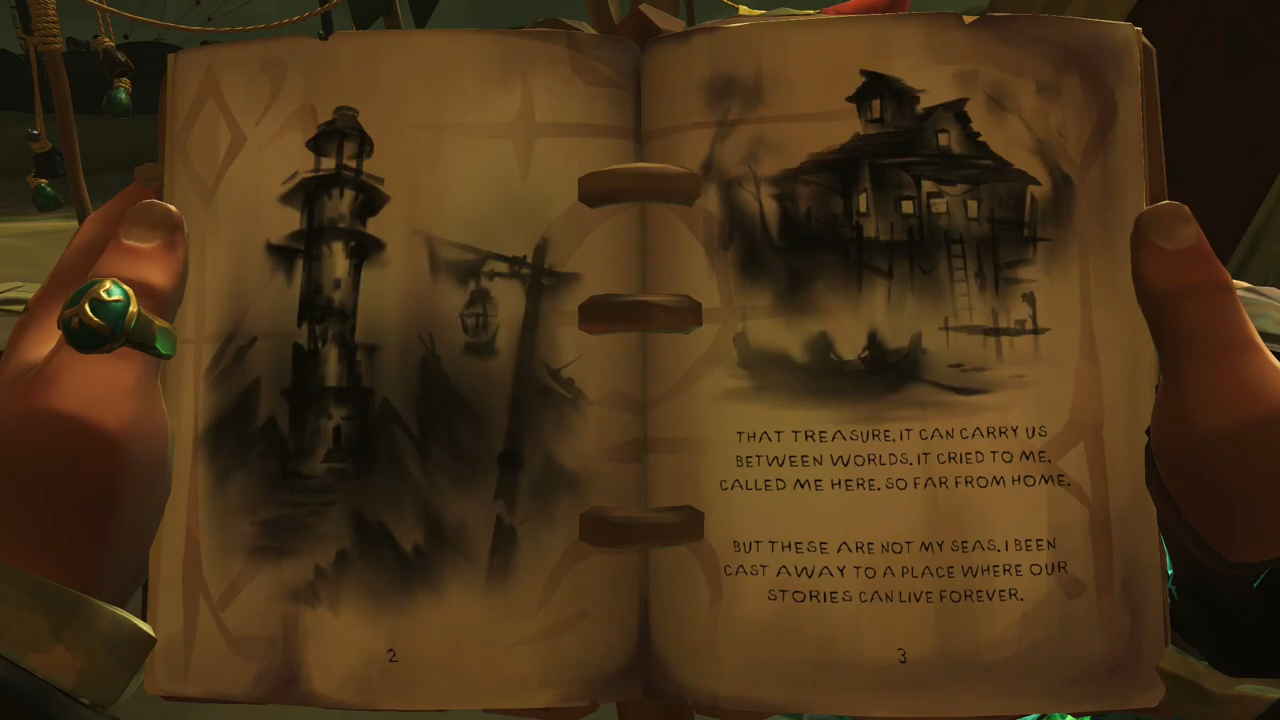 THAT TREASURE, IT CAN CARRY US
BETWEEN WORLDS. IT CRIED TO ME,
CALLED ME HERE. SO FAR FROM HOME.
BUT THESE ARE NOT MY SEAS. I BEEN
CAST AWAY TO A PLACE WHERE OUR
STORIES CAN LIVE FOREVER.
2
3